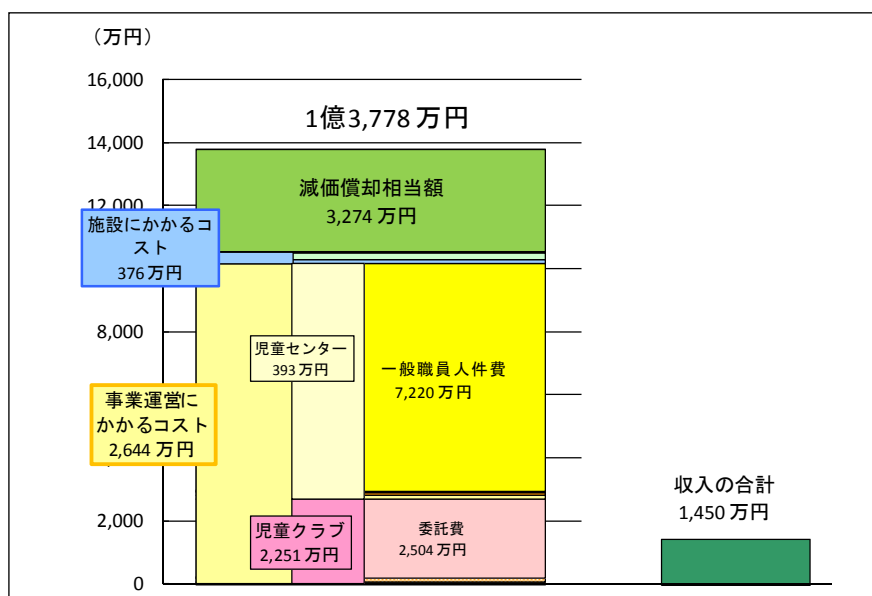 （万円）
16,000
1億3,778 万円
14,000
減価償却相当額
3,274 万円
12,000
施設にかかるコ
スト
376 万円
8,000
児童センター
393 万円
一般職員人件費
7,220 万円
事業運営に
かかるコスト
2,644 万円
収入の合計
1,450 万円
2,000
児童クラブ
2,251 万円
委託費
2,504 万円
0